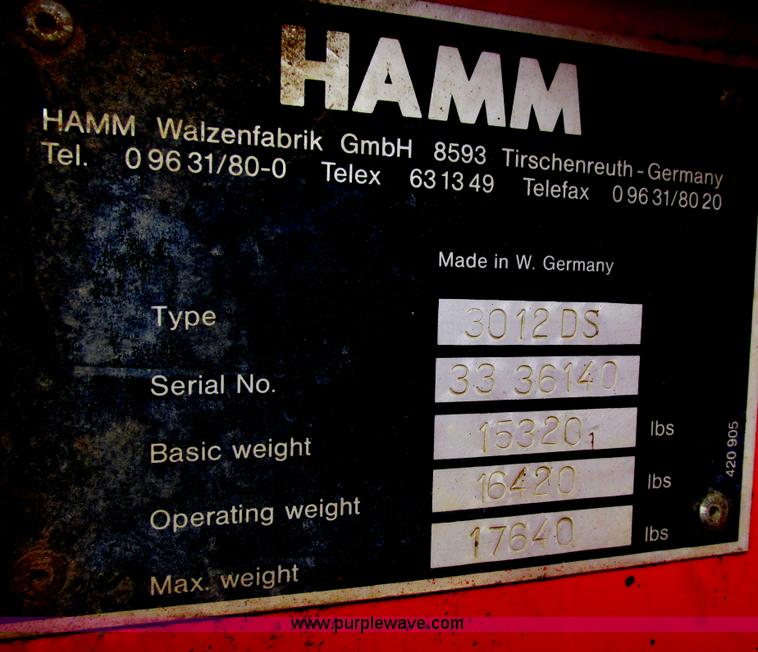 HAMM
HAMM Walzenfabrik GmbH 8593 Tirschenreuth-Germany
Tel. 0 96 31/80-0 Telex 63 13 49 Telefax 0 96 31/80 20
Made in W. Germany
Type 3012 DS
Serial No. 33 36140
Basic weight 15320 lbs
Operating weight 16420 lbs
Max. weight 17640 lbs
420 905
www.purplewave.com